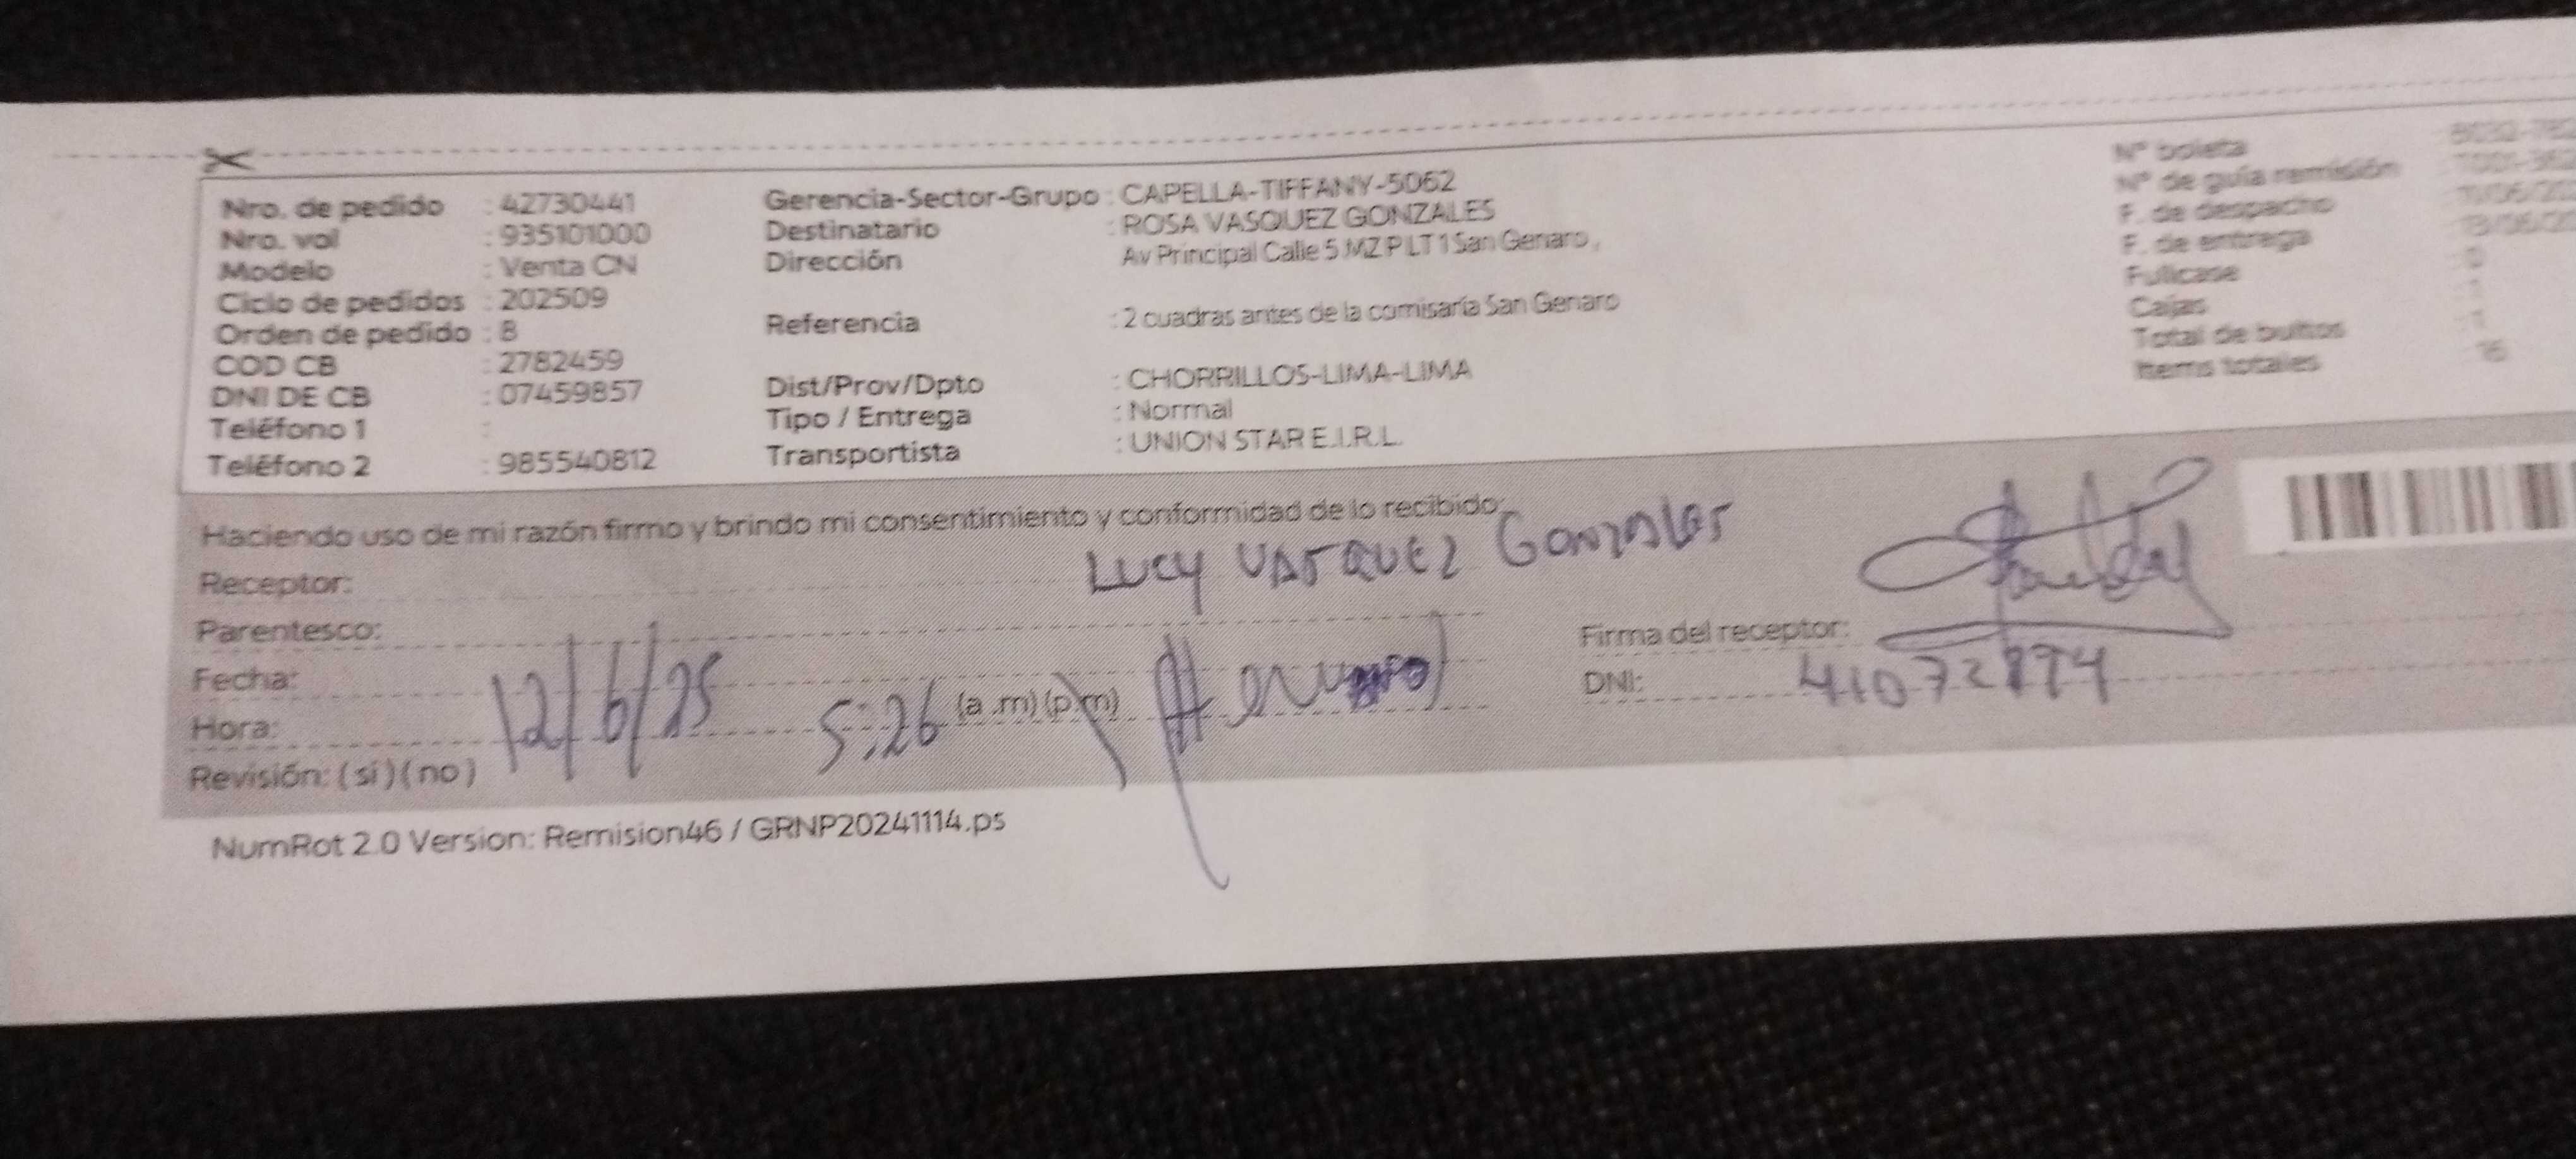 Nro. de pedido : 42730441
Nro. vol : 935101000
Modelo : Venta CN
Ciclo de pedidos : 202509
Orden de pedido : 8
COD CB : 2782459
DNI DE CB : 07459857
Teléfono 1 :
Teléfono 2 : 985540812
Gerencia-Sector-Grupo : CAPELLA-TIFFANY-5062
Destinatario : ROSA VASQUEZ GONZALES
Dirección Av Principal Calle 5 MZ P LT 1 San Genaro,
Referencia : 2 cuadras antes de la comisaría San Genaro
Dist/Prov/Dpto : CHORRILLOS-LIMA-LIMA
Tipo / Entrega : Normal
Transportista : UNION STAR E.I.R.L.
N° boleta
N° de guía remisión
F. de despacho
F. de entrega
Fullcase : 0
Cajas : 1
Total de bultos : 1
Items totales
Haciendo uso de mi razón firmo y brindo mi consentimiento y conformidad de lo recibido:
Receptor: LUCY VASQUEZ GONZALES
Parentesco:
Fecha: 12/6/25
Hora: 5:26 (a .m) (p.m)
Revisión: (si) (no)
Firma del receptor:
DNI:
NumRot 2.0 Version: Remision46 / GRNP20241114.ps